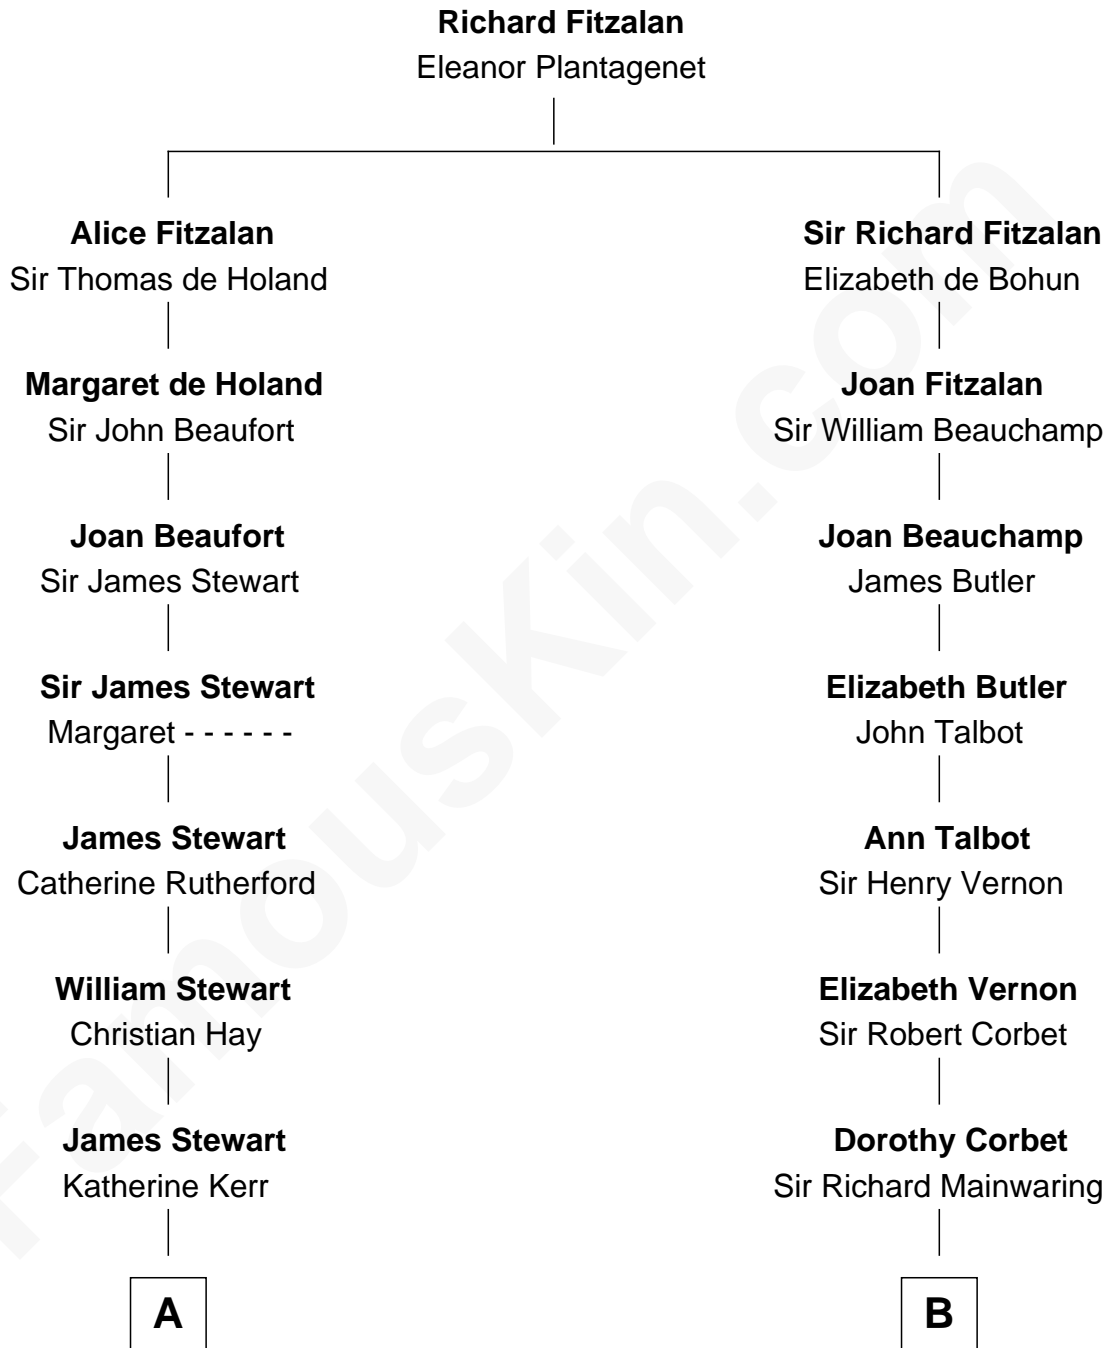 Richard Fitzalan
Eleanor Plantagenet
Alice Fitzalan
Sir Thomas de Holand
Sir Richard Fitzalan
Elizabeth de Bohun
Margaret de Holand
Sir John Beaufort
Joan Fitzalan
Sir William Beauchamp
Joan Beaufort
Sir James Stewart
Joan Beauchamp
James Butler
Sir James Stewart
Margaret - - - - - -
Elizabeth Butler
John Talbot
James Stewart
Catherine Rutherford
Ann Talbot
Sir Henry Vernon
William Stewart
Christian Hay
Elizabeth Vernon
Sir Robert Corbet
James Stewart
Katherine Kerr
Dorothy Corbet
Sir Richard Mainwaring
A
B
FamousKin.com